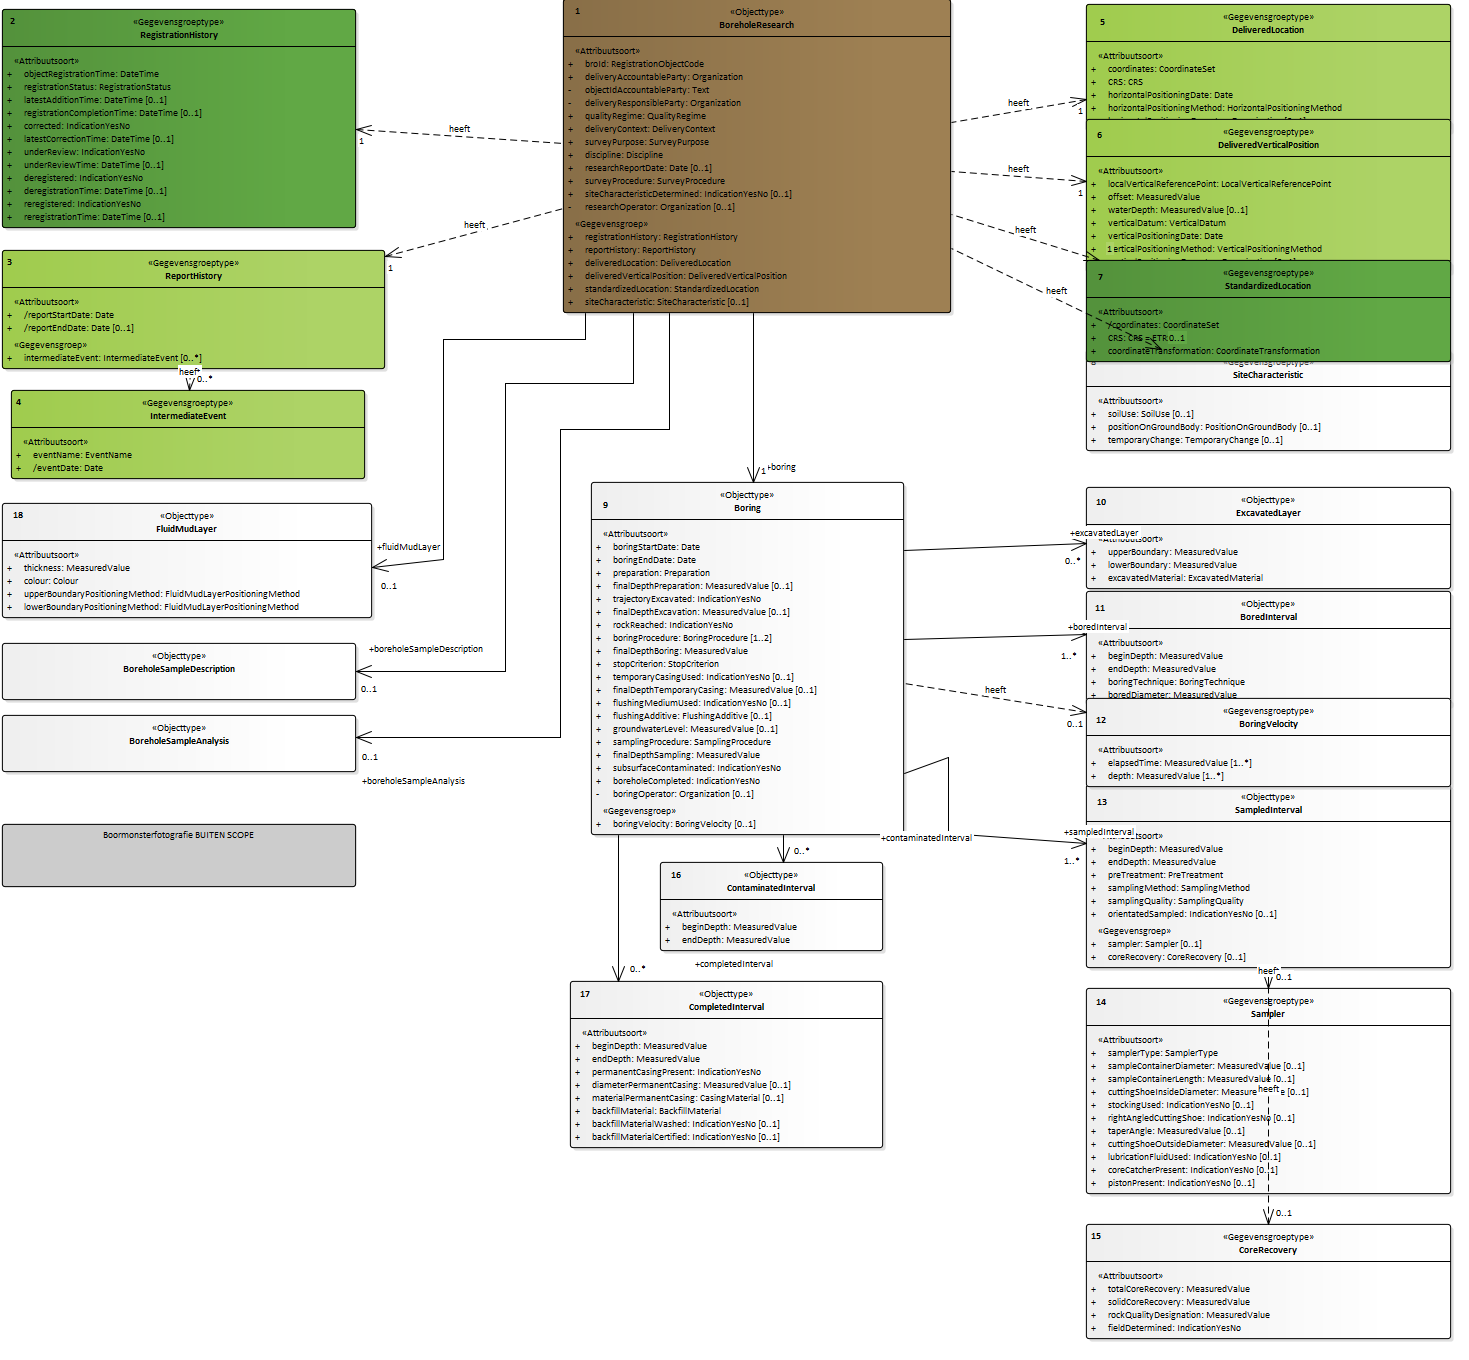 2
«Gegevensgroeptype»
RegistrationHistory
«Attribuutsoort»
+ objectRegistrationTime: DateTime
+ registrationStatus: RegistrationStatus
+ latestAdditionTime: DateTime [0..1]
+ registrationCompletionTime: DateTime [0..1]
+ corrected: IndicationYesNo
+ latestCorrectionTime: DateTime [0..1]
+ underReview: IndicationYesNo
+ underReviewTime: DateTime [0..1]
+ deregistered: IndicationYesNo
+ deregistrationTime: DateTime [0..1]
+ reregistered: IndicationYesNo
+ reregistrationTime: DateTime [0..1]
heeft
1
3
«Gegevensgroeptype»
ReportHistory
«Attribuutsoort»
+ /reportStartDate: Date
+ /reportEndDate: Date [0..1]
«Gegevensgroep»
+ intermediateEvent: IntermediateEvent [0..*]
heeft
1
heeft
0..*
4
«Gegevensgroeptype»
IntermediateEvent
«Attribuutsoort»
+ eventName: EventName
+ /eventDate: Date
18
«Objecttype»
FluidMudLayer
«Attribuutsoort»
+ thickness: MeasuredValue
+ colour: Colour
+ upperBoundaryPositioningMethod: FluidMudLayerPositioningMethod
+ lowerBoundaryPositioningMethod: FluidMudLayerPositioningMethod
+fluidMudLayer
0..1
«Objecttype»
BoreholeSampleDescription
+boreholeSampleDescription
0..1
«Objecttype»
BoreholeSampleAnalysis
0..1
+boreholeSampleAnalysis
Boormonsterfotografie BUITEN SCOPE
1
«Objecttype»
BoreholeResearch
«Attribuutsoort»
+ broId: RegistrationObjectCode
+ deliveryAccountableParty: Organization
- objectIdAccountableParty: Text
- deliveryResponsibleParty: Organization
+ qualityRegime: QualityRegime
+ deliveryContext: DeliveryContext
+ surveyPurpose: SurveyPurpose
+ discipline: Discipline
+ researchReportDate: Date [0..1]
+ surveyProcedure: SurveyProcedure
+ siteCharacteristicDetermined: IndicationYesNo [0..1]
- researchOperator: Organization [0..1]
«Gegevensgroep»
+ registrationHistory: RegistrationHistory
+ reportHistory: ReportHistory
+ deliveredLocation: DeliveredLocation
+ deliveredVerticalPosition: DeliveredVerticalPosition
+ standardizedLocation: StandardizedLocation
+ siteCharacteristic: SiteCharacteristic [0..1]
1 +boring
9
«Objecttype»
Boring
«Attribuutsoort»
+ boringStartDate: Date
+ boringEndDate: Date
+ preparation: Preparation
+ finalDepthPreparation: MeasuredValue [0..1]
+ trajectoryExcavated: IndicationYesNo
+ finalDepthExcavation: MeasuredValue [0..1]
+ rockReached: IndicationYesNo
+ boringProcedure: BoringProcedure [1..2]
+ finalDepthBoring: MeasuredValue
+ stopCriterion: StopCriterion
+ temporaryCasingUsed: IndicationYesNo [0..1]
+ finalDepthTemporaryCasing: MeasuredValue [0..1]
+ flushingMediumUsed: IndicationYesNo [0..1]
+ flushingAdditive: FlushingAdditive [0..1]
+ groundwaterLevel: MeasuredValue [0..1]
+ samplingProcedure: SamplingProcedure
+ finalDepthSampling: MeasuredValue
+ subsurfaceContaminated: IndicationYesNo
+ boreholeCompleted: IndicationYesNo
- boringOperator: Organization [0..1]
«Gegevensgroep»
+ boringVelocity: BoringVelocity [0..1]
+contaminatedInterval
0..*
16
«Objecttype»
ContaminatedInterval
«Attribuutsoort»
+ beginDepth: MeasuredValue
+ endDepth: MeasuredValue
0..*
+completedInterval
17
«Objecttype»
CompletedInterval
«Attribuutsoort»
+ beginDepth: MeasuredValue
+ endDepth: MeasuredValue
+ permanentCasingPresent: IndicationYesNo
+ diameterPermanentCasing: MeasuredValue [0..1]
+ materialPermanentCasing: CasingMaterial [0..1]
+ backfillMaterial: BackfillMaterial
+ backfillMaterialWashed: IndicationYesNo [0..1]
+ backfillMaterialCertified: IndicationYesNo [0..1]
heeft
1
5
«Gegevensgroeptype»
DeliveredLocation
«Attribuutsoort»
+ coordinates: CoordinateSet
+ CRS: CRS
+ horizontalPositioningDate: Date
+ horizontalPositioningMethod: HorizontalPositioningMethod
heeft
1
6
«Gegevensgroeptype»
DeliveredVerticalPosition
«Attribuutsoort»
+ localVerticalReferencePoint: LocalVerticalReferencePoint
+ offset: MeasuredValue
+ waterDepth: MeasuredValue [0..1]
+ verticalDatum: VerticalDatum
+ verticalPositioningDate: Date
+ 1erticalPositioningMethod: VerticalPositioningMethod
heeft
7
«Gegevensgroeptype»
StandardizedLocation
«Attribuutsoort»
+ /coordinates: CoordinateSet
+ CRS: CRS = ETR 0..1
+ coordinateTransformation: CoordinateTransformation
heeft
SiteCharacteristic
«Attribuutsoort»
+ soilUse: SoilUse [0..1]
+ positionOnGroundBody: PositionOnGroundBody [0..1]
+ temporaryChange: TemporaryChange [0..1]
10
«Objecttype»
ExcavatedLayer
+excavatedLayer
0..*
«Attribuutsoort»
+ upperBoundary: MeasuredValue
+ lowerBoundary: MeasuredValue
+ excavatedMaterial: ExcavatedMaterial
11
«Objecttype»
BoredInterval
+boredInterval
1..*
«Attribuutsoort»
+ beginDepth: MeasuredValue
+ endDepth: MeasuredValue
+ boringTechnique: BoringTechnique
+ boredDiameter: MeasuredValue
heeft
0..1
12
«Gegevensgroeptype»
BoringVelocity
«Attribuutsoort»
+ elapsedTime: MeasuredValue [1..*]
+ depth: MeasuredValue [1..*]
13
«Objecttype»
SampledInterval
+sampledInterval
1..*
«Attribuutsoort»
+ beginDepth: MeasuredValue
+ endDepth: MeasuredValue
+ preTreatment: PreTreatment
+ samplingMethod: SamplingMethod
+ samplingQuality: SamplingQuality
+ orientatedSampled: IndicationYesNo [0..1]
«Gegevensgroep»
+ sampler: Sampler [0..1]
+ coreRecovery: CoreRecovery [0..1]
heeft
0..1
14
«Gegevensgroeptype»
Sampler
«Attribuutsoort»
+ samplerType: SamplerType
+ sampleContainerDiameter: MeasuredValue [0..1]
+ sampleContainerLength: MeasuredValue [0..1]
+ cuttingShoeInsideDiameter: Measure heeft e [0..1]
+ stockingUsed: IndicationYesNo [0..1]
+ rightAngledCuttingShoe: IndicationYesNo [0..1]
+ taperAngle: MeasuredValue [0..1]
+ cuttingShoeOutsideDiameter: MeasuredValue [0..1]
+ lubricationFluidUsed: IndicationYesNo [0..1]
+ coreCatcherPresent: IndicationYesNo [0..1]
+ pistonPresent: IndicationYesNo [0..1]
0..1
15
«Gegevensgroeptype»
CoreRecovery
«Attribuutsoort»
+ totalCoreRecovery: MeasuredValue
+ solidCoreRecovery: MeasuredValue
+ rockQualityDesignation: MeasuredValue
+ fieldDetermined: IndicationYesNo